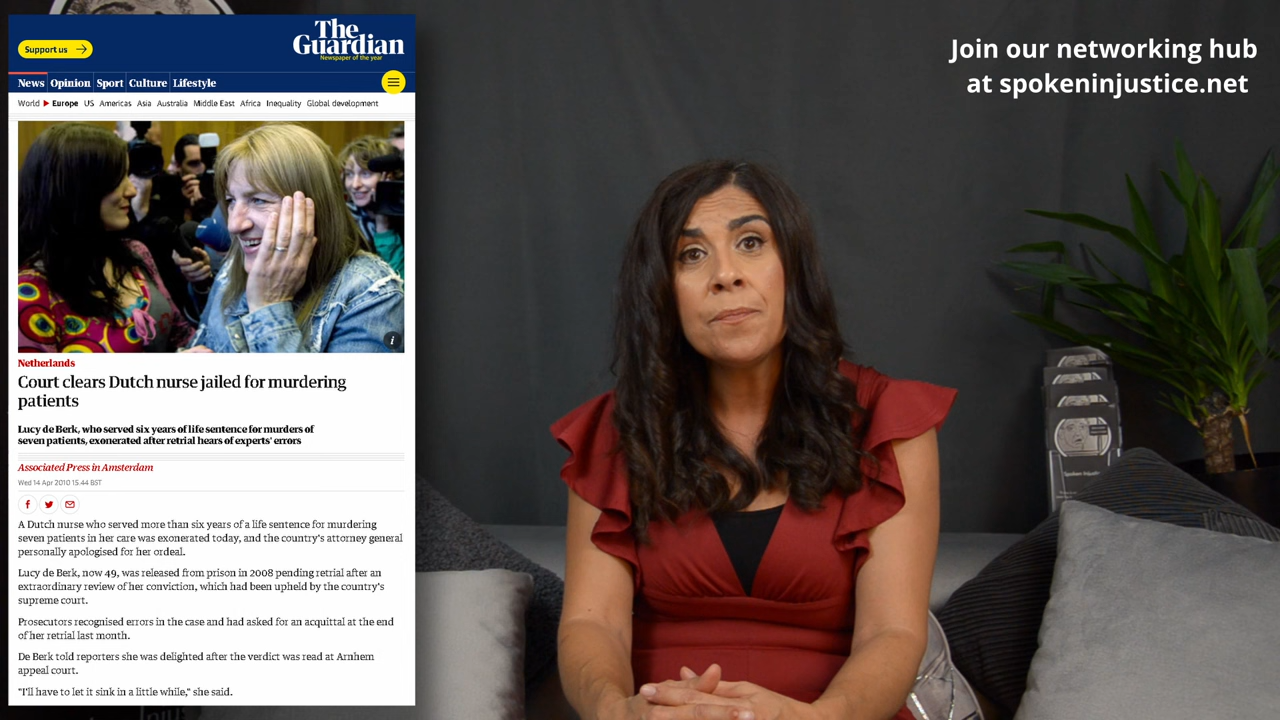 Support us
The
Guardian
Newspaper of the year
News Opinion Sport Culture Lifestyle
World Europe US Americas Asia Australia Middle East Africa Inequality Global development
i
Netherlands
Court clears Dutch nurse jailed for murdering
patients
Lucy de Berk, who served six years of life sentence for murders of
seven patients, exonerated after retrial hears of experts' errors
Associated Press in Amsterdam
Wed 14 Apr 2010 15.44 BST
A Dutch nurse who served more than six years of a life sentence for murdering
seven patients in her care was exonerated today, and the country's attorney general
personally apologised for her ordeal.
Lucy de Berk, now 49, was released from prison in 2008 pending retrial after an
extraordinary review of her conviction, which had been upheld by the country's
supreme court.
Prosecutors recognised errors in the case and had asked for an acquittal at the end
of her retrial last month.
De Berk told reporters she was delighted after the verdict was read at Arnhem
appeal court.
"I'll have to let it sink in a little while," she said.
Join our networking hub
at spokeninjustice.net
Spoken Injustice